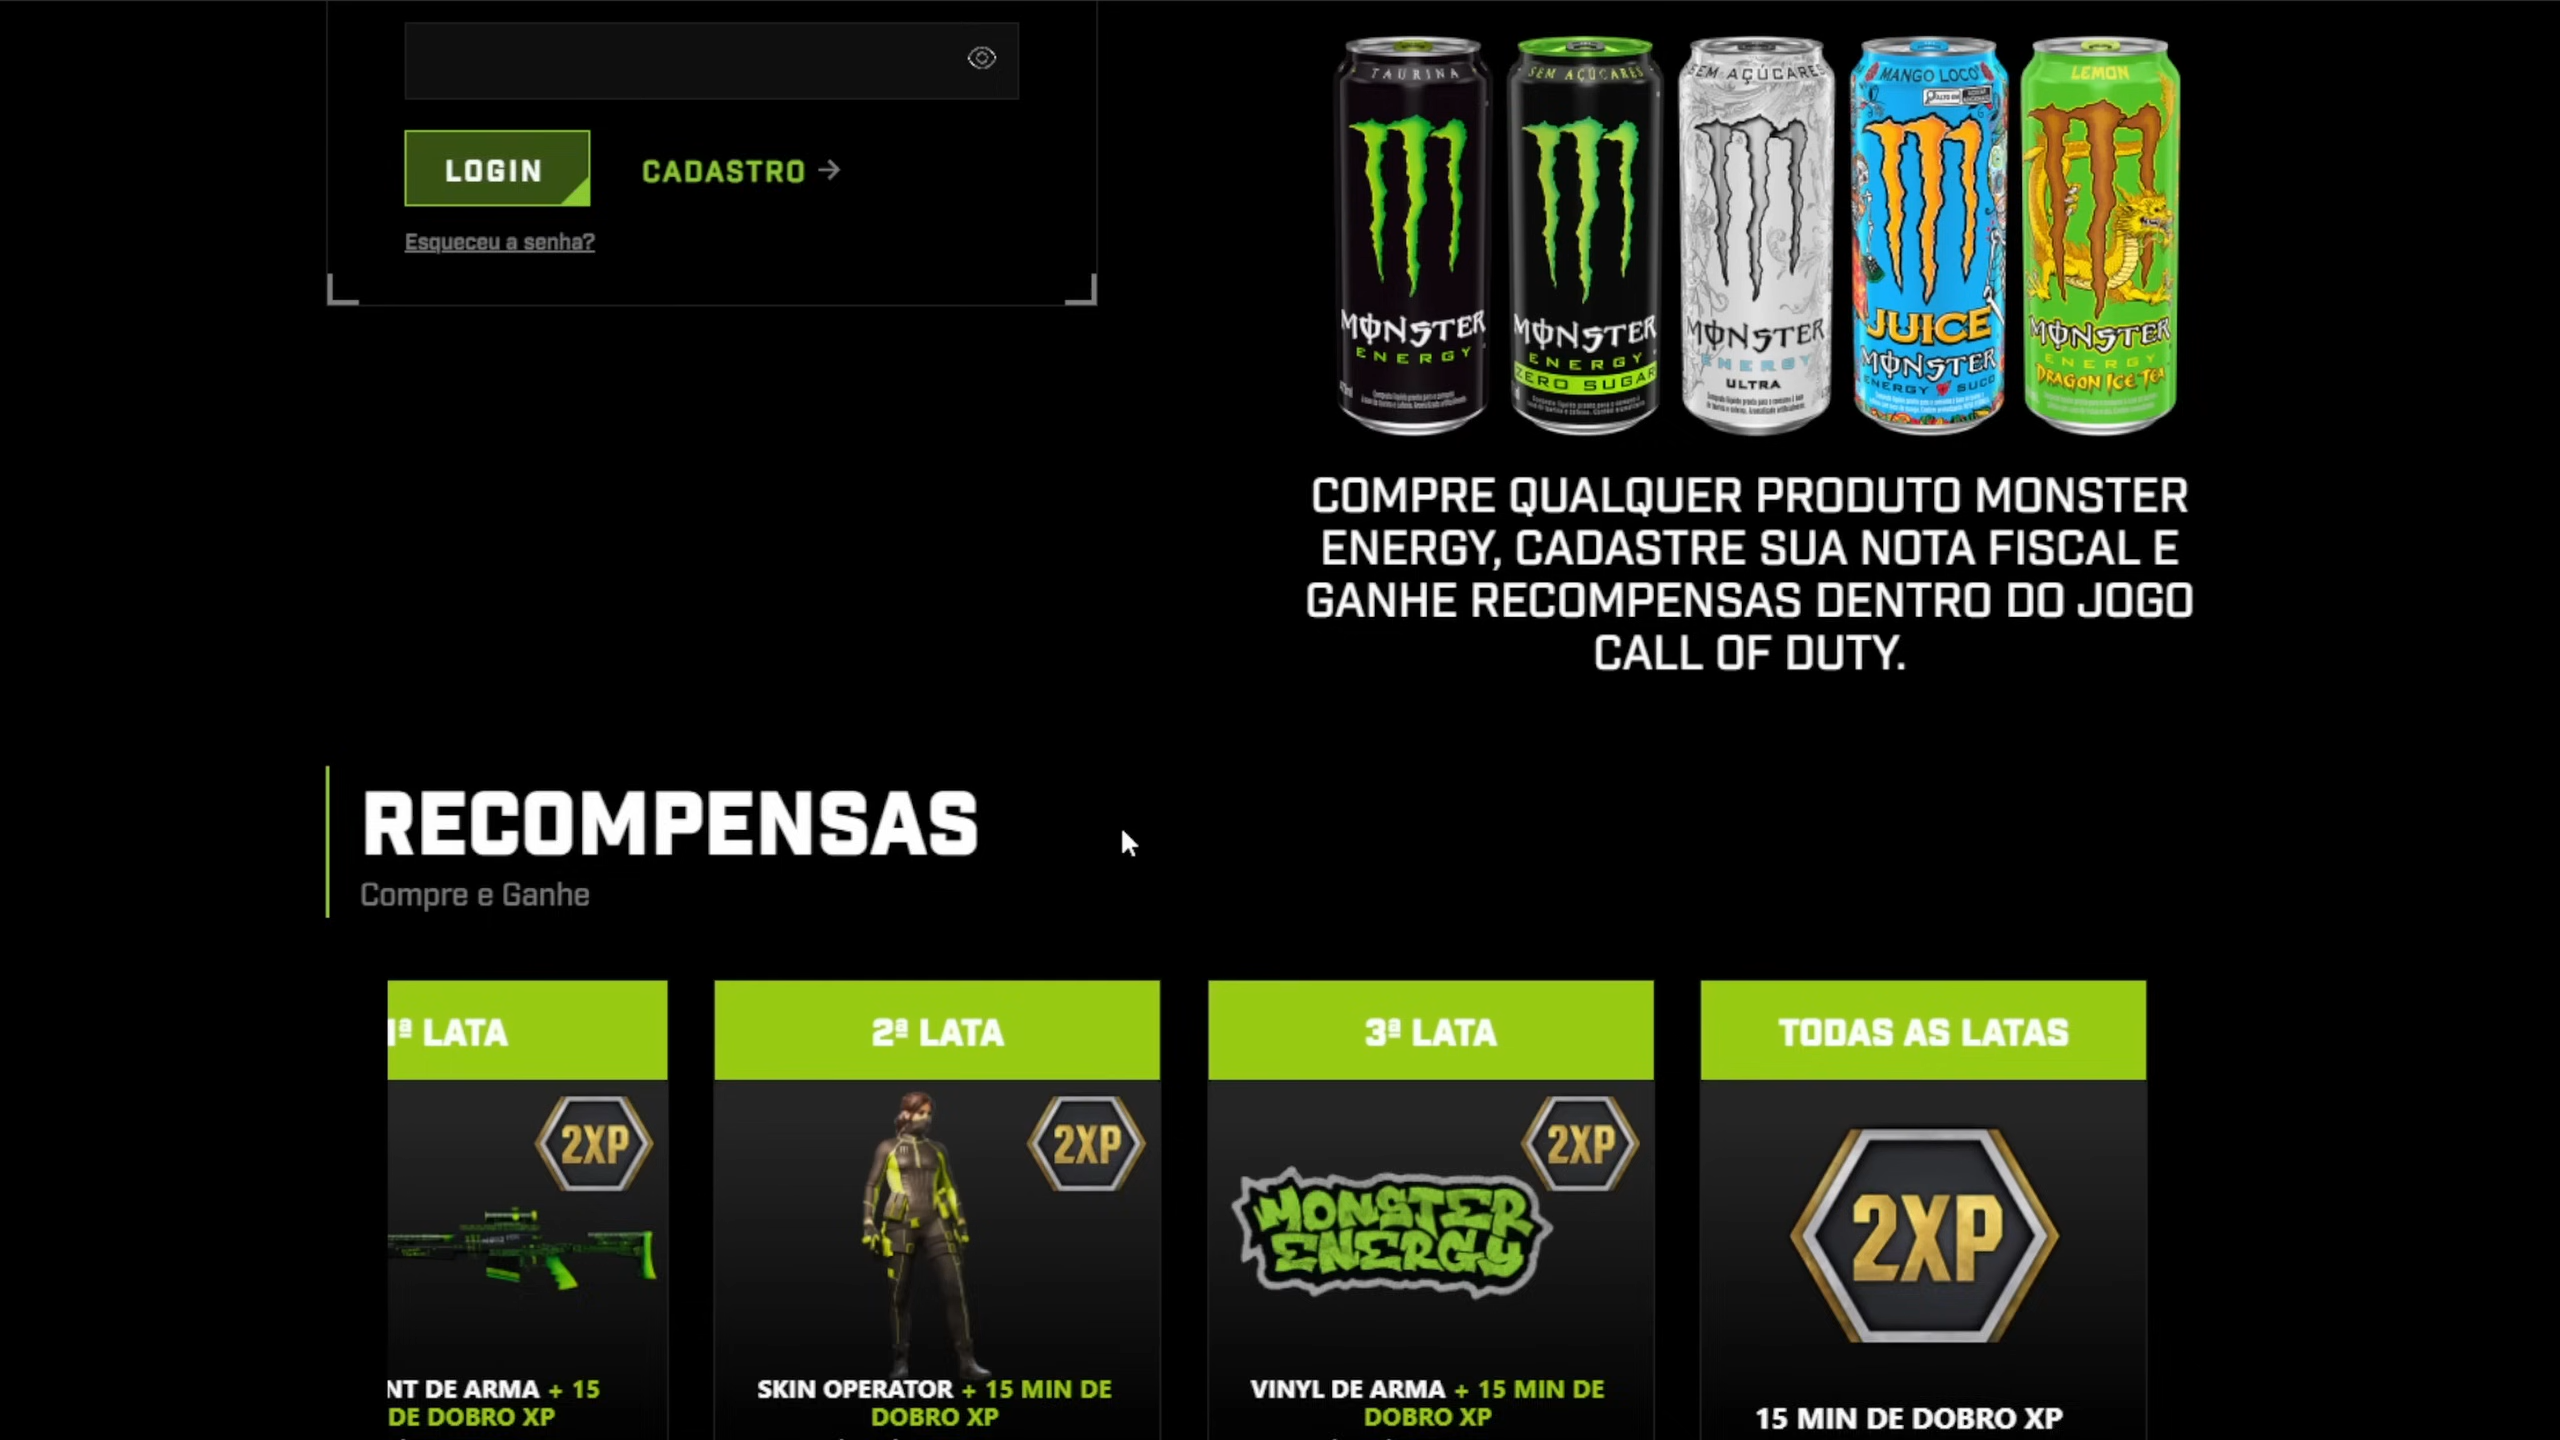 LOGIN
CADASTRO →
Esqueceu a senha?
TAURINA
MONSTER
ENERGY
SEM AÇÚCARES
MONSTER
ENERGY
ZERO SUGAR
SEM AÇÚCARES
MONSTER
ENERGY
ULTRA
MANGO LOCO
JUICE
MONSTER
ENERGY SUCO
LEMON
MONSTER
ENERGY
DRAGON ICE TEA
COMPRE QUALQUER PRODUTO MONSTER
ENERGY, CADASTRE SUA NOTA FISCAL E
GANHE RECOMPENSAS DENTRO DO JOGO
CALL OF DUTY.
RECOMPENSAS
Compre e Ganhe
1ª LATA
2XP
NT DE ARMA + 15
DE DOBRO XP
2ª LATA
2XP
SKIN OPERATOR + 15 MIN DE
DOBRO XP
3ª LATA
2XP
MONSTER
ENERGY
VINYL DE ARMA + 15 MIN DE
DOBRO XP
TODAS AS LATAS
2XP
15 MIN DE DOBRO XP